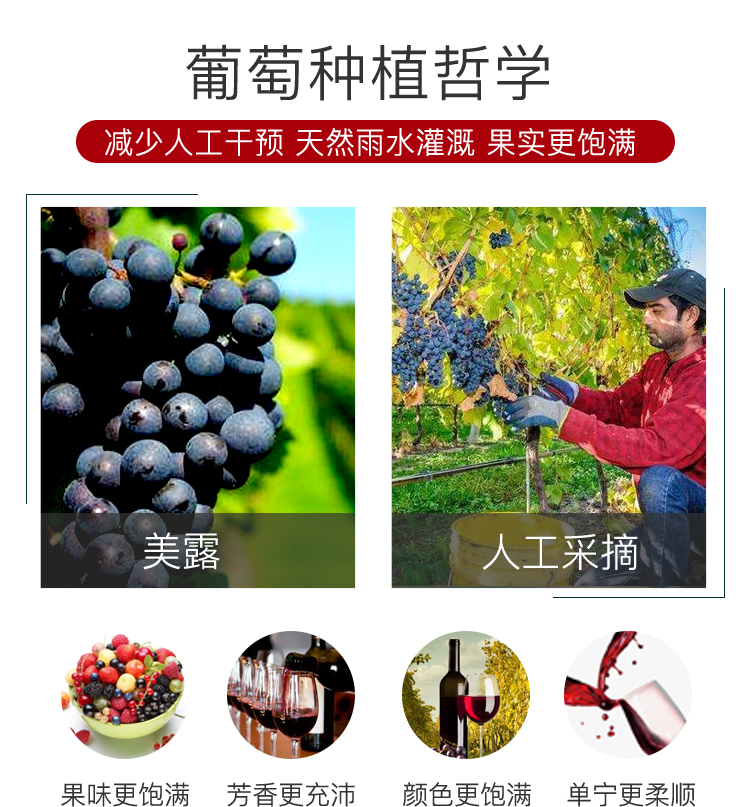 葡萄种植哲学
减少人工干预 天然雨水灌溉 果实更饱满
美露
人工采摘
果味更饱满
芳香更充沛
颜色更饱满
单宁更柔顺